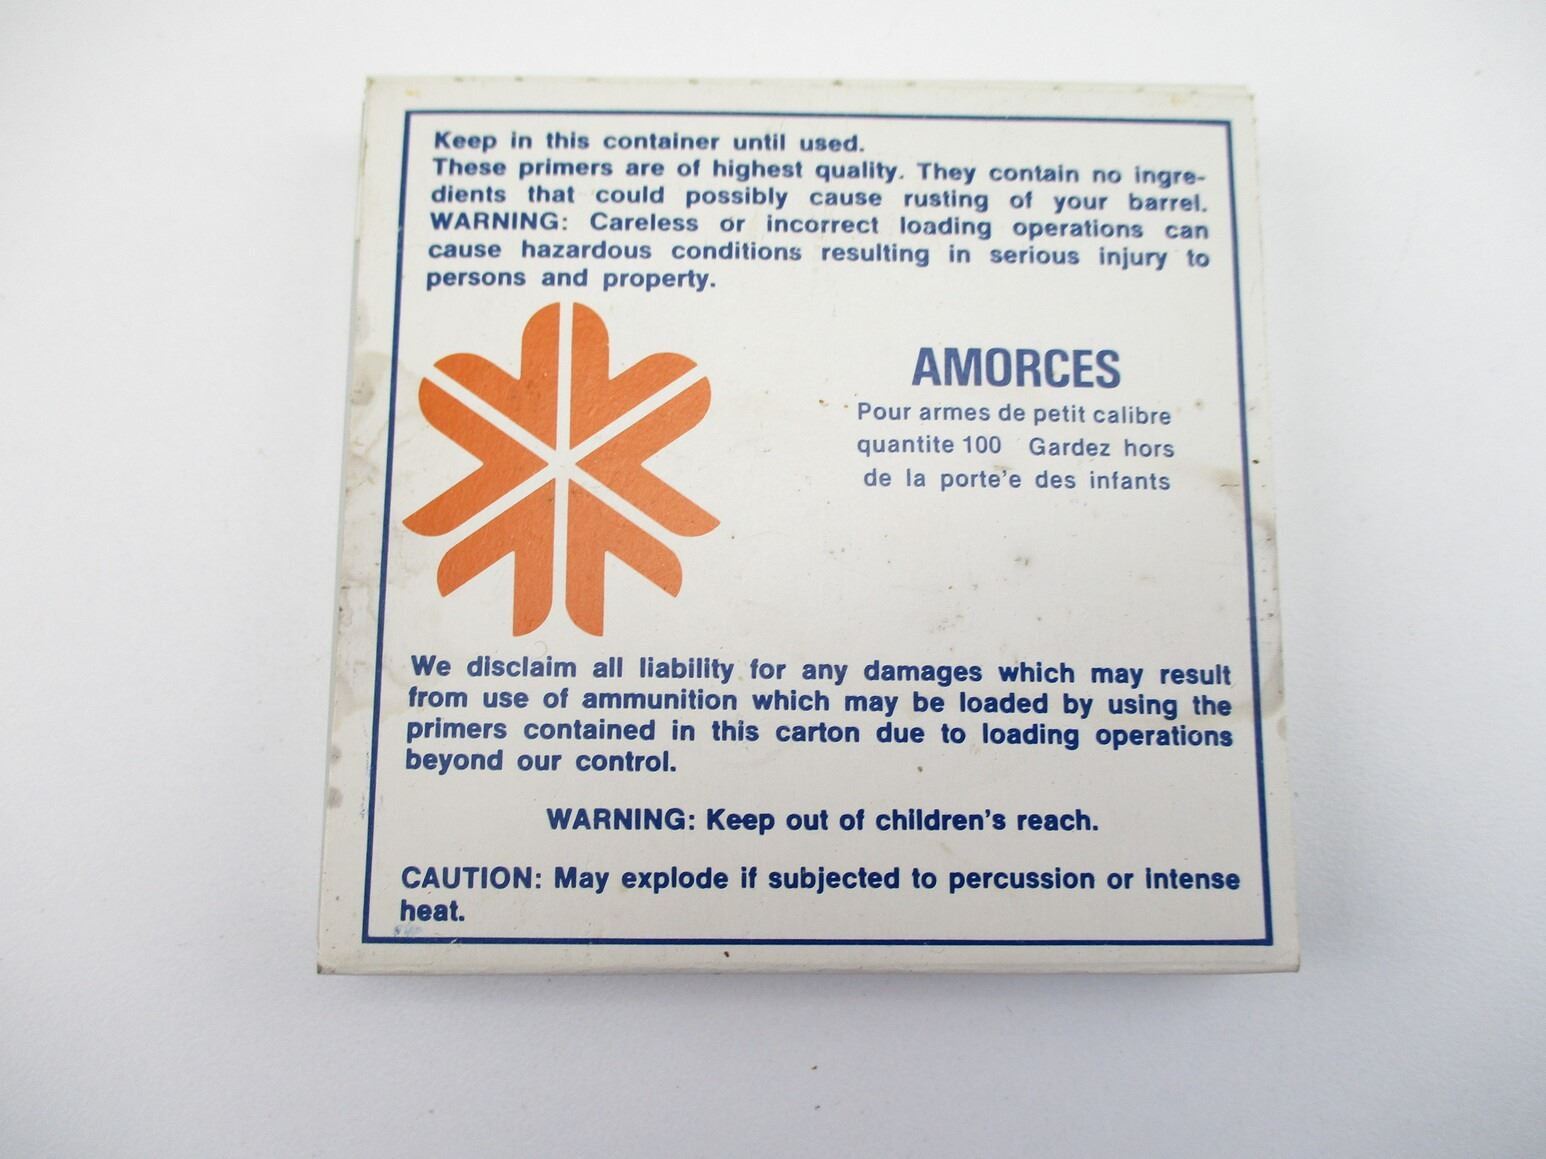 Keep in this container until used.
These primers are of highest quality. They contain no ingre-
dients that could possibly cause rusting of your barrel.
WARNING: Careless or incorrect loading operations can
cause hazardous conditions resulting in serious injury to
persons and property.
AMORCES
Pour armes de petit calibre
quantite 100 Gardez hors
de la porte'e des infants
We disclaim all liability for any damages which may result
from use of ammunition which may be loaded by using the
primers contained in this carton due to loading operations
beyond our control.
WARNING: Keep out of children's reach.
CAUTION: May explode if subjected to percussion or intense
heat.